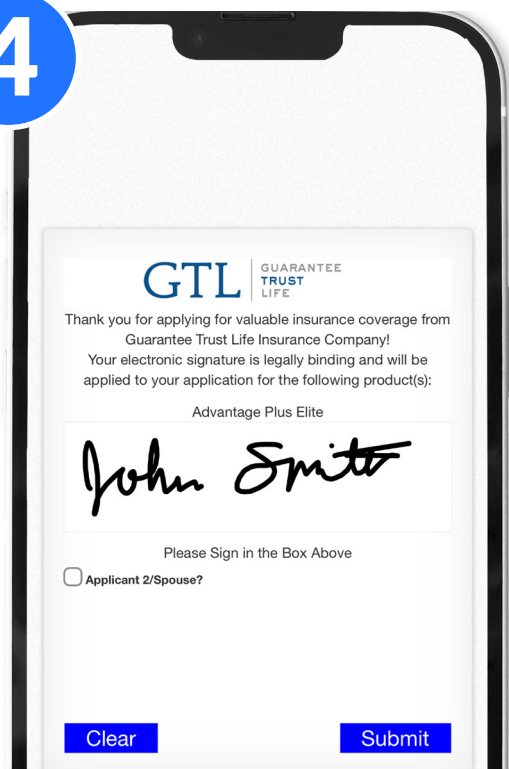 4
GTL GUARANTEE
TRUST
LIFE
Thank you for applying for valuable insurance coverage from
Guarantee Trust Life Insurance Company!
Your electronic signature is legally binding and will be
applied to your application for the following product(s):
Advantage Plus Elite
John Smith
Please Sign in the Box Above
Applicant 2/Spouse?
Clear
Submit